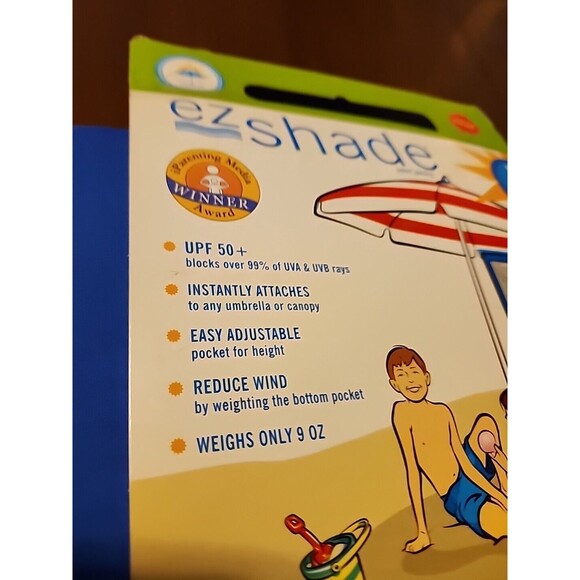 ezshade
iParenting Media
WINNER
Award
UPF 50+
blocks over 99% of UVA & UVB rays
INSTANTLY ATTACHES
to any umbrella or canopy
EASY ADJUSTABLE
pocket for height
REDUCE WIND
by weighting the bottom pocket
WEIGHS ONLY 9 OZ